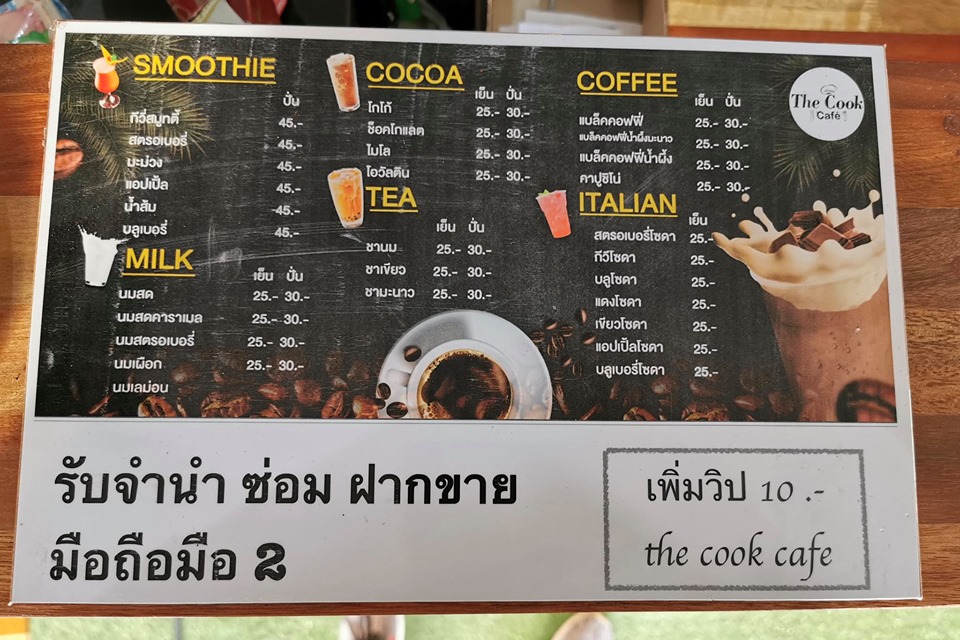 SMOOTHIE
ปั่น
กีวี่สมูทตี้ 45.-
สตรอเบอรี่ 45.-
มะม่วง 45.-
แอปเปิ้ล 45.-
น้ำส้ม 45.-
บลูเบอรี่ 45.-
MILK
เย็น ปั่น
นมสด 25.- 30.-
นมสดคาราเมล 25.- 30.-
นมสตรอเบอรี่ 25.- 30.-
นมเผือก 25.- 30.-
นมเลม่อน
COCOA
เย็น ปั่น
โกโก้ 25.- 30.-
ช็อคโกแลต 25.- 30.-
ไมโล 25.- 30.-
โอวัลติน 25.- 30.-
TEA
เย็น ปั่น
ชานม 25.- 30.-
ชาเขียว 25.- 30.-
ชามะนาว 25.- 30.-
COFFEE
เย็น ปั่น
แบล็คคอฟฟี่ 25.- 30.-
แบล็คคอฟฟี่น้ำผึ้งมะนาว 25.- 30.-
แบล็คคอฟฟี่น้ำผึ้ง 25.- 30.-
คาปูชิโน่ 25.- 30.-
ITALIAN
เย็น
สตรอเบอรี่โซดา 25.-
กีวีโซดา 25.-
บลูโซดา 25.-
แดงโซดา 25.-
เขียวโซดา 25.-
แอปเปิ้ลโซดา 25.-
บลูเบอรี่โซดา 25.-
The Cook
Café
รับจำนำ ซ่อม ฝากขาย
มือถือมือ 2
เพิ่มวิป 10 .-
the cook cafe